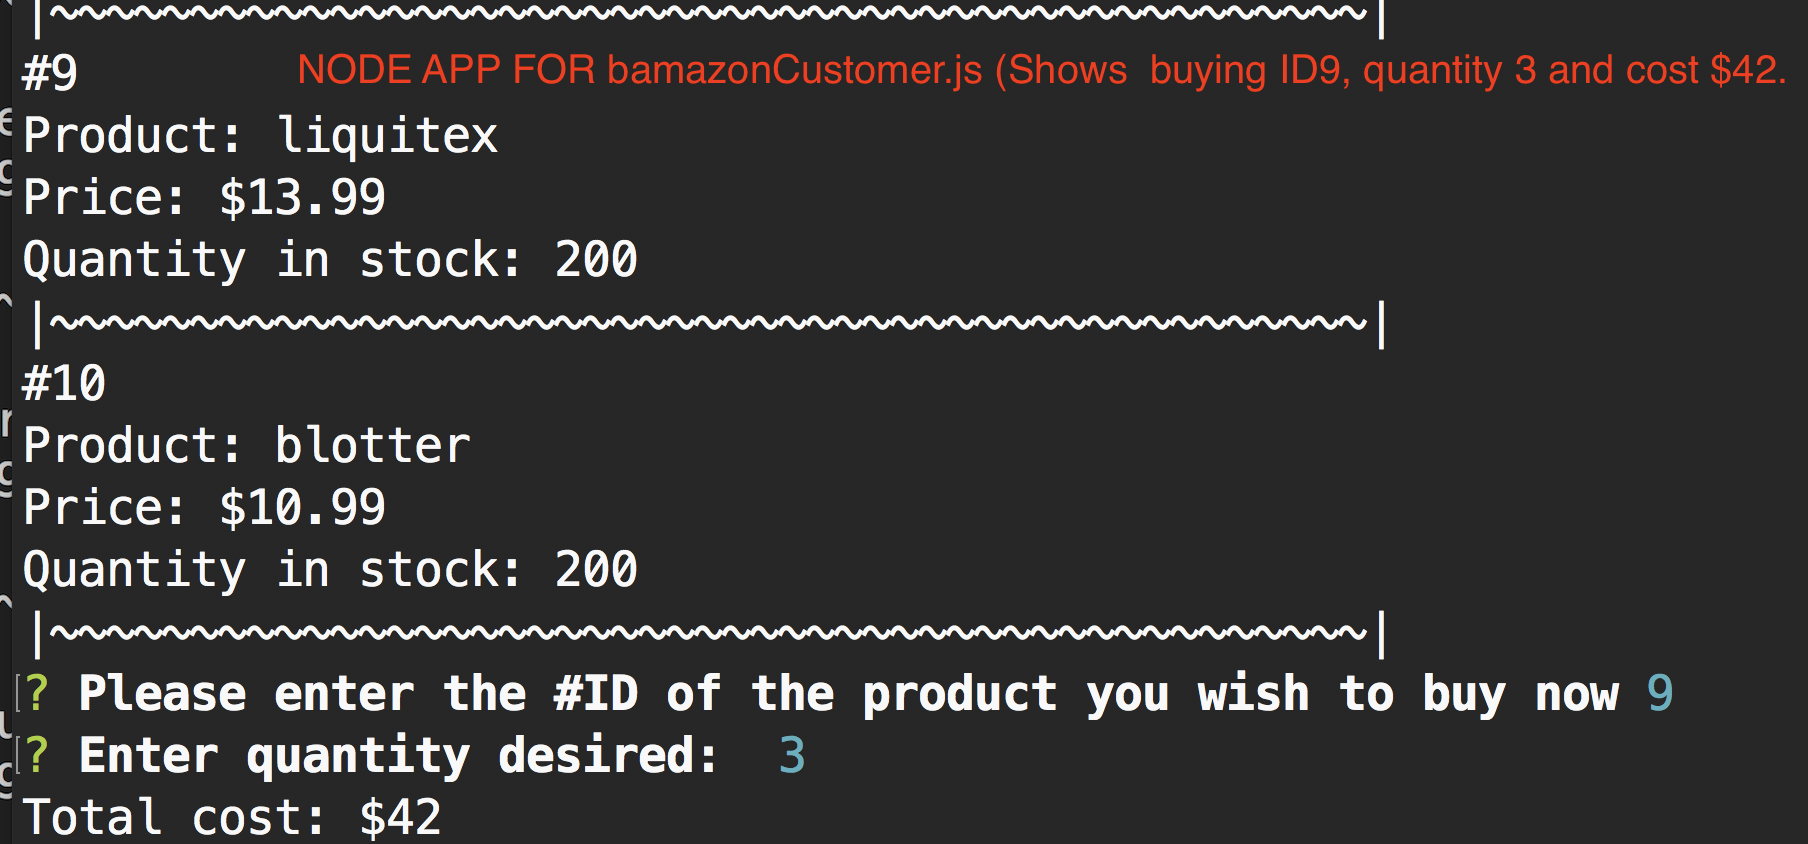 |~~~~~~~~~~~~~~~~~~~~~~~~~~~~~~~~~~~~~~~~~~~~~~~|
#9 NODE APP FOR bamazonCustomer.js (Shows  buying ID9, quantity 3 and cost $42.
Product: liquitex
Price: $13.99
Quantity in stock: 200
|~~~~~~~~~~~~~~~~~~~~~~~~~~~~~~~~~~~~~~~~~~~~~~~|
#10
Product: blotter
Price: $10.99
Quantity in stock: 200
|~~~~~~~~~~~~~~~~~~~~~~~~~~~~~~~~~~~~~~~~~~~~~~~|
? Please enter the #ID of the product you wish to buy now 9
? Enter quantity desired:  3
Total cost: $42